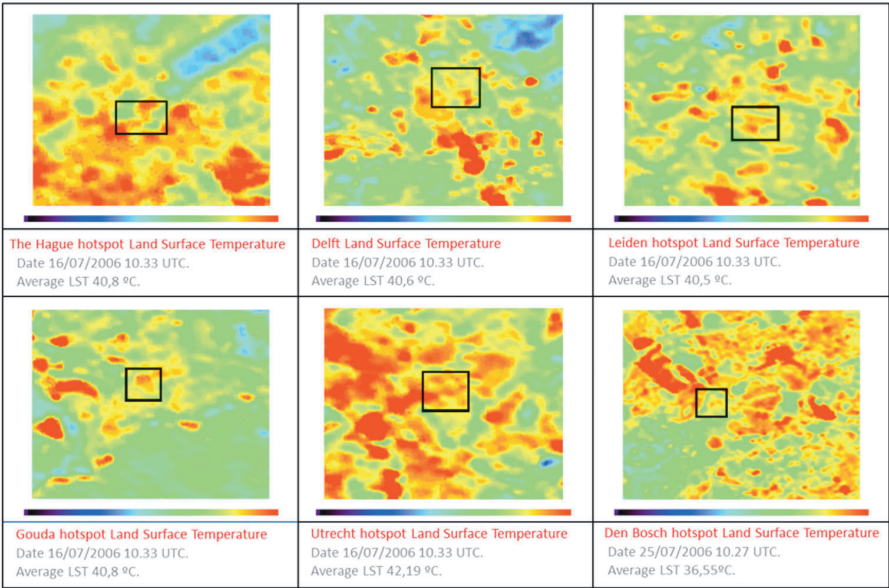 The Hague hotspot Land Surface Temperature
Date 16/07/2006 10.33 UTC.
Average LST 40,8 ºC.
Delft Land Surface Temperature
Date 16/07/2006 10.33 UTC.
Average LST 40,6 ºC.
Leiden hotspot Land Surface Temperature
Date 16/07/2006 10.33 UTC.
Average LST 40,5 ºC.
Gouda hotspot Land Surface Temperature
Date 16/07/2006 10.33 UTC.
Average LST 40,8 ºC.
Utrecht hotspot Land Surface Temperature
Date 16/07/2006 10.33 UTC.
Average LST 42,19 ºC.
Den Bosch hotspot Land Surface Temperature
Date 25/07/2006 10.27 UTC.
Average LST 36,55ºC.